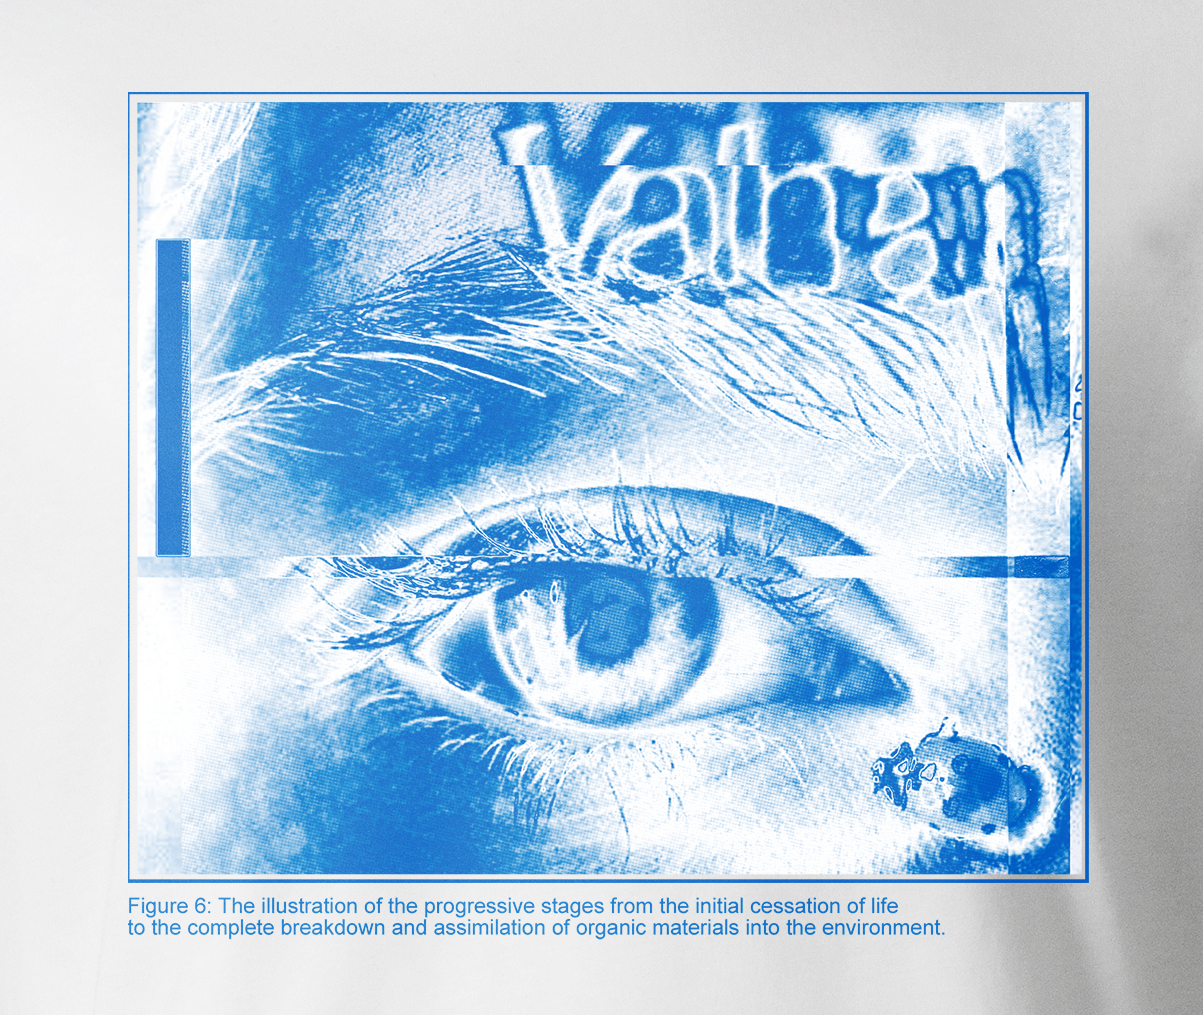 Valhan
Figure 6: The illustration of the progressive stages from the initial cessation of life
to the complete breakdown and assimilation of organic materials into the environment.